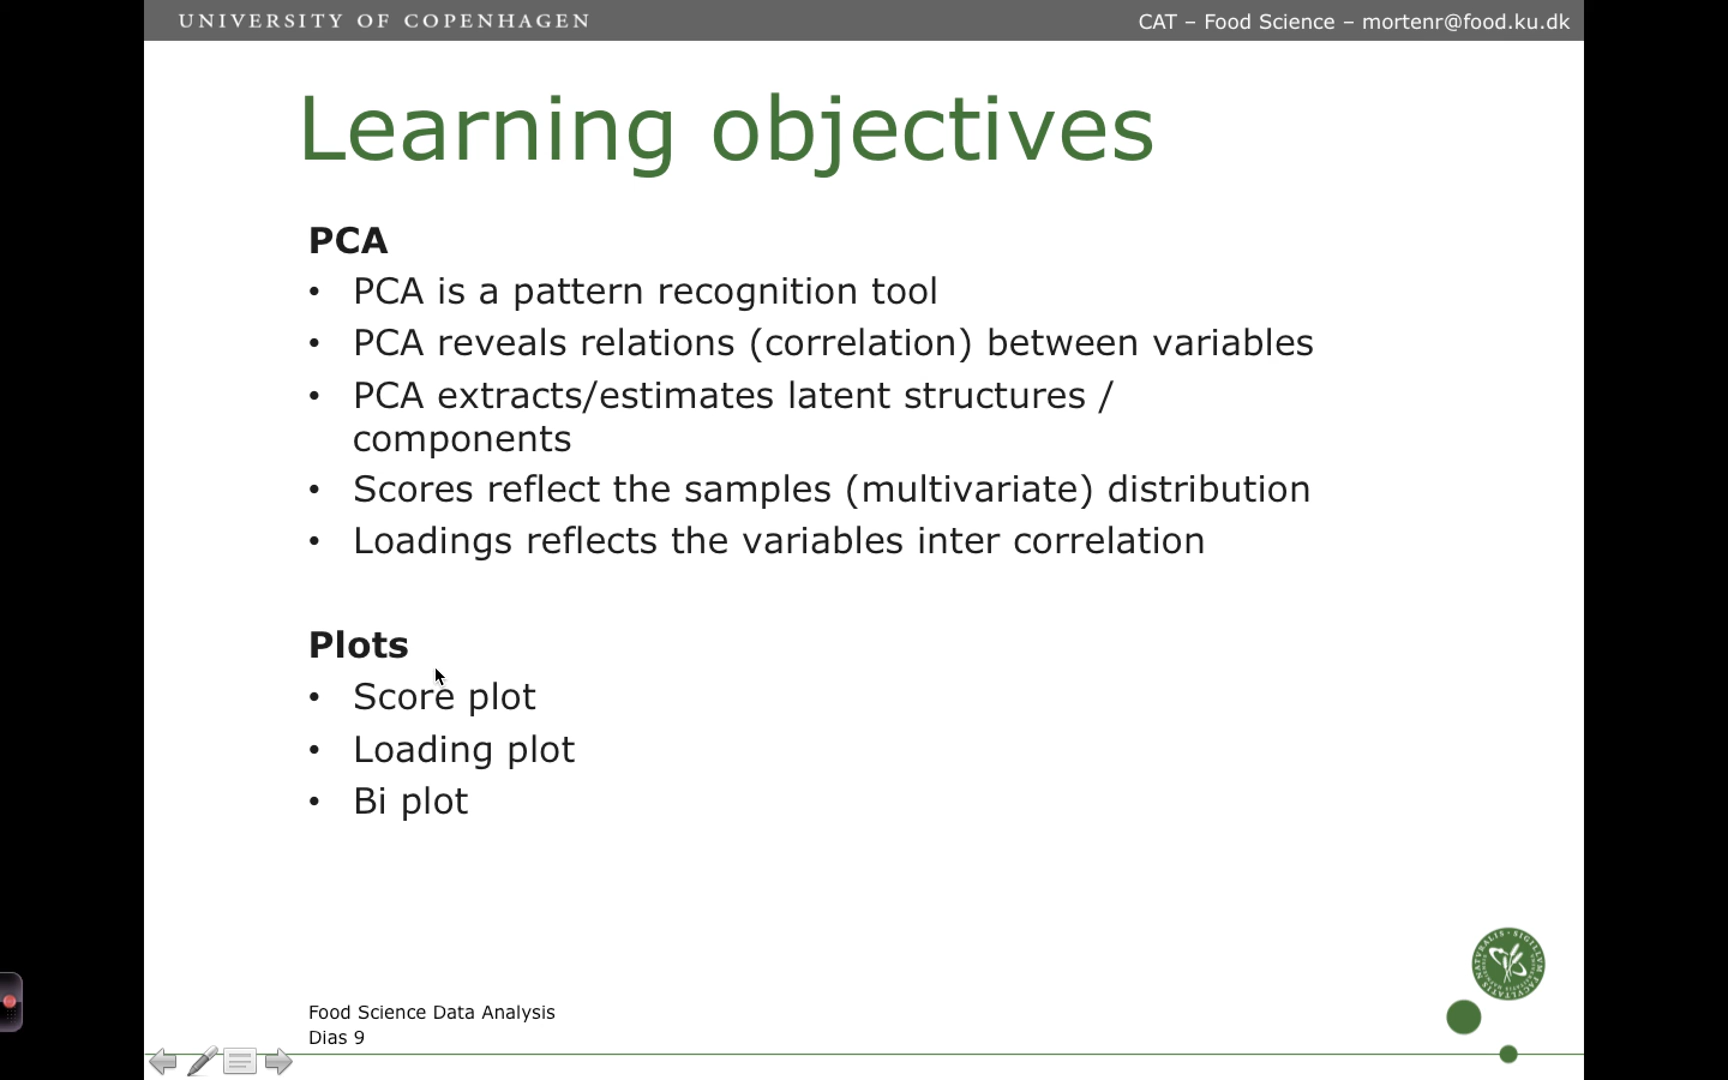 UNIVERSITY OF COPENHAGEN
CAT – Food Science – mortenr@food.ku.dk
Learning objectives
PCA
• PCA is a pattern recognition tool
• PCA reveals relations (correlation) between variables
• PCA extracts/estimates latent structures /
components
• Scores reflect the samples (multivariate) distribution
• Loadings reflects the variables inter correlation
Plots
• Score plot
• Loading plot
• Bi plot
Food Science Data Analysis
Dias 9